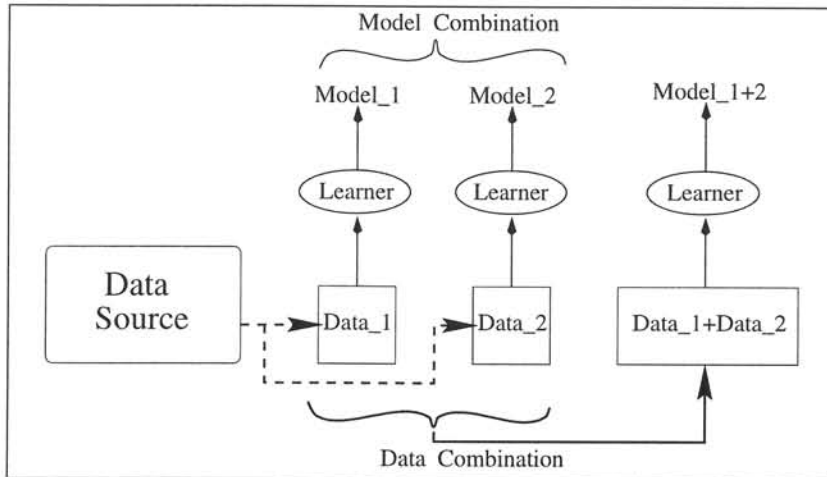 Model Combination
Model_1
Model_2
Model_1+2
Learner
Learner
Learner
Data
Source
Data_1
Data_2
Data_1+Data_2
Data Combination